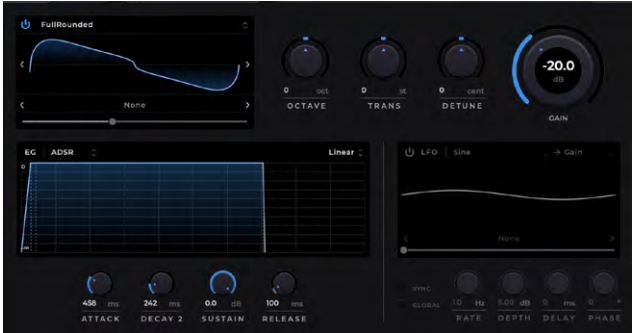 FullRounded
-20.0
dB
0 oct
0 st
0 cent
OCTAVE
TRANS
DETUNE
GAIN
None
EG ADSR
Linear
LFO Sine
→ Gain
0
-∞
None
458 ms
242 ms
0.0 dB
100 ms
ATTACK
DECAY 2
SUSTAIN
RELEASE
SYNC
GLOBAL
1.0 Hz
6.00 dB
0 ms
0 °
RATE
DEPTH
DELAY
PHASE